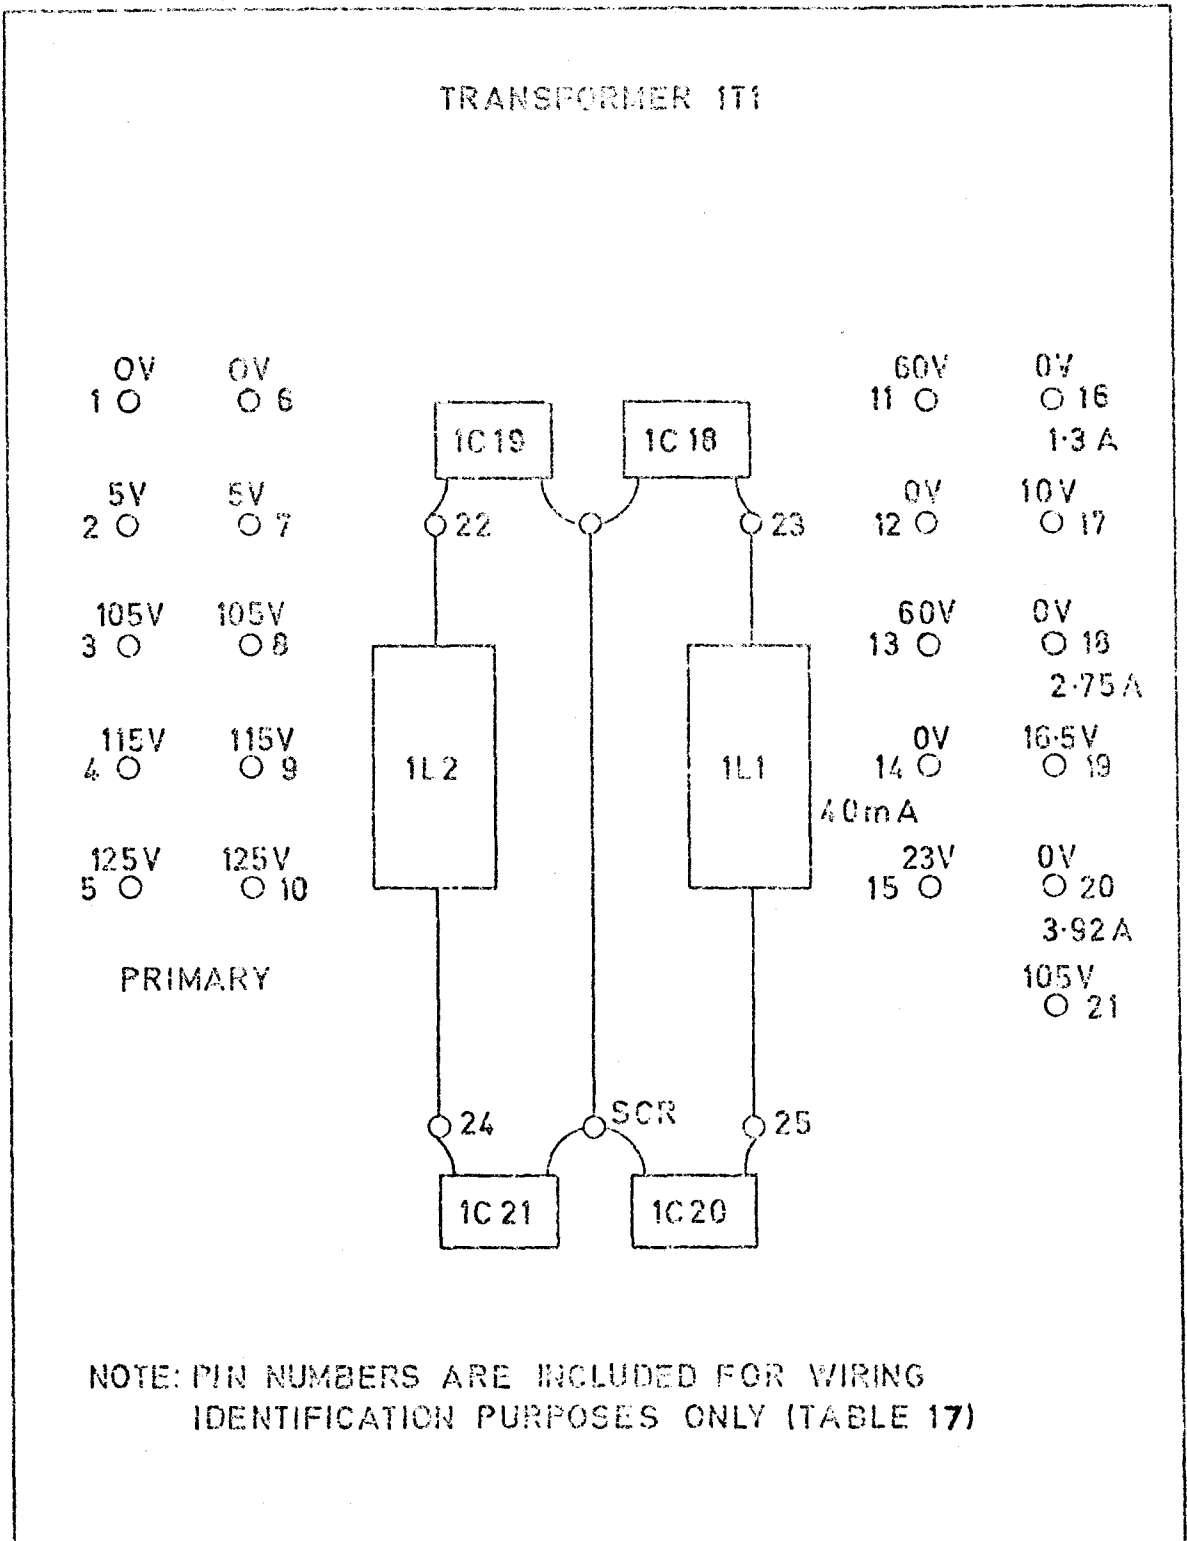 TRANSFORMER 1T1
0V 0V 60V 0V
1 6 11 16
1·3 A
1C19 1C18
5V 5V 0V 10V
2 7 22 23 12 17
105V 105V 60V 0V
3 8 13 18
2·75A
115V 115V 0V 16·5V
4 9 1L2 1L1 14 19
40mA
125V 125V 23V 0V
5 10 15 20
3·92A
PRIMARY 105V
21
24 SCR 25
1C21 1C20
NOTE: PIN NUMBERS ARE INCLUDED FOR WIRING
IDENTIFICATION PURPOSES ONLY (TABLE 17)